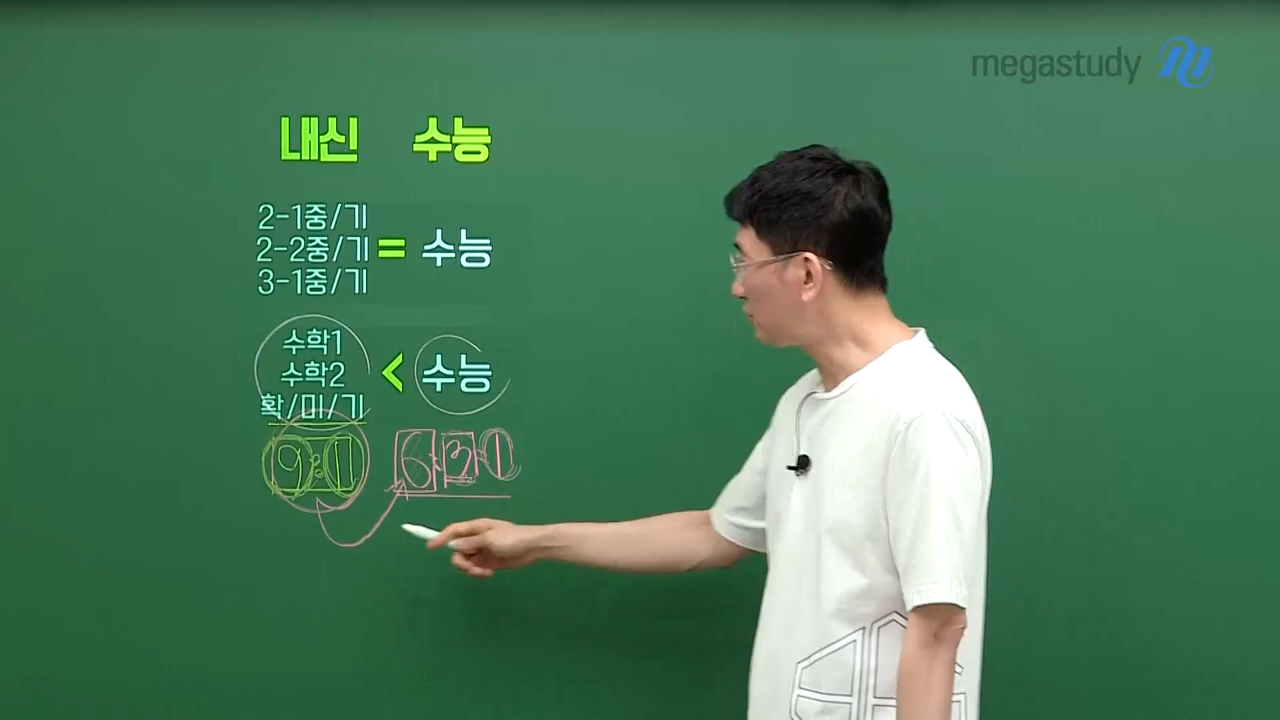 megastudy
내신 수능
2-1중/기
2-2중/기 = 수능
3-1중/기
수학1
수학2 < 수능
확/미/기
9:1 6:3:1